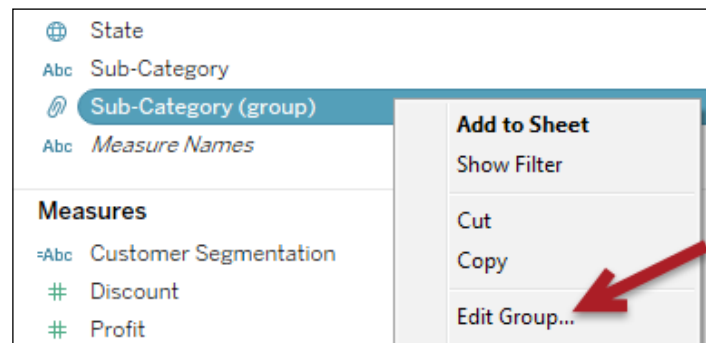 State
Abc Sub-Category
Sub-Category (group)
Abc Measure Names
Measures
=Abc Customer Segmentation
# Discount
# Profit
Add to Sheet
Show Filter
Cut
Copy
Edit Group...